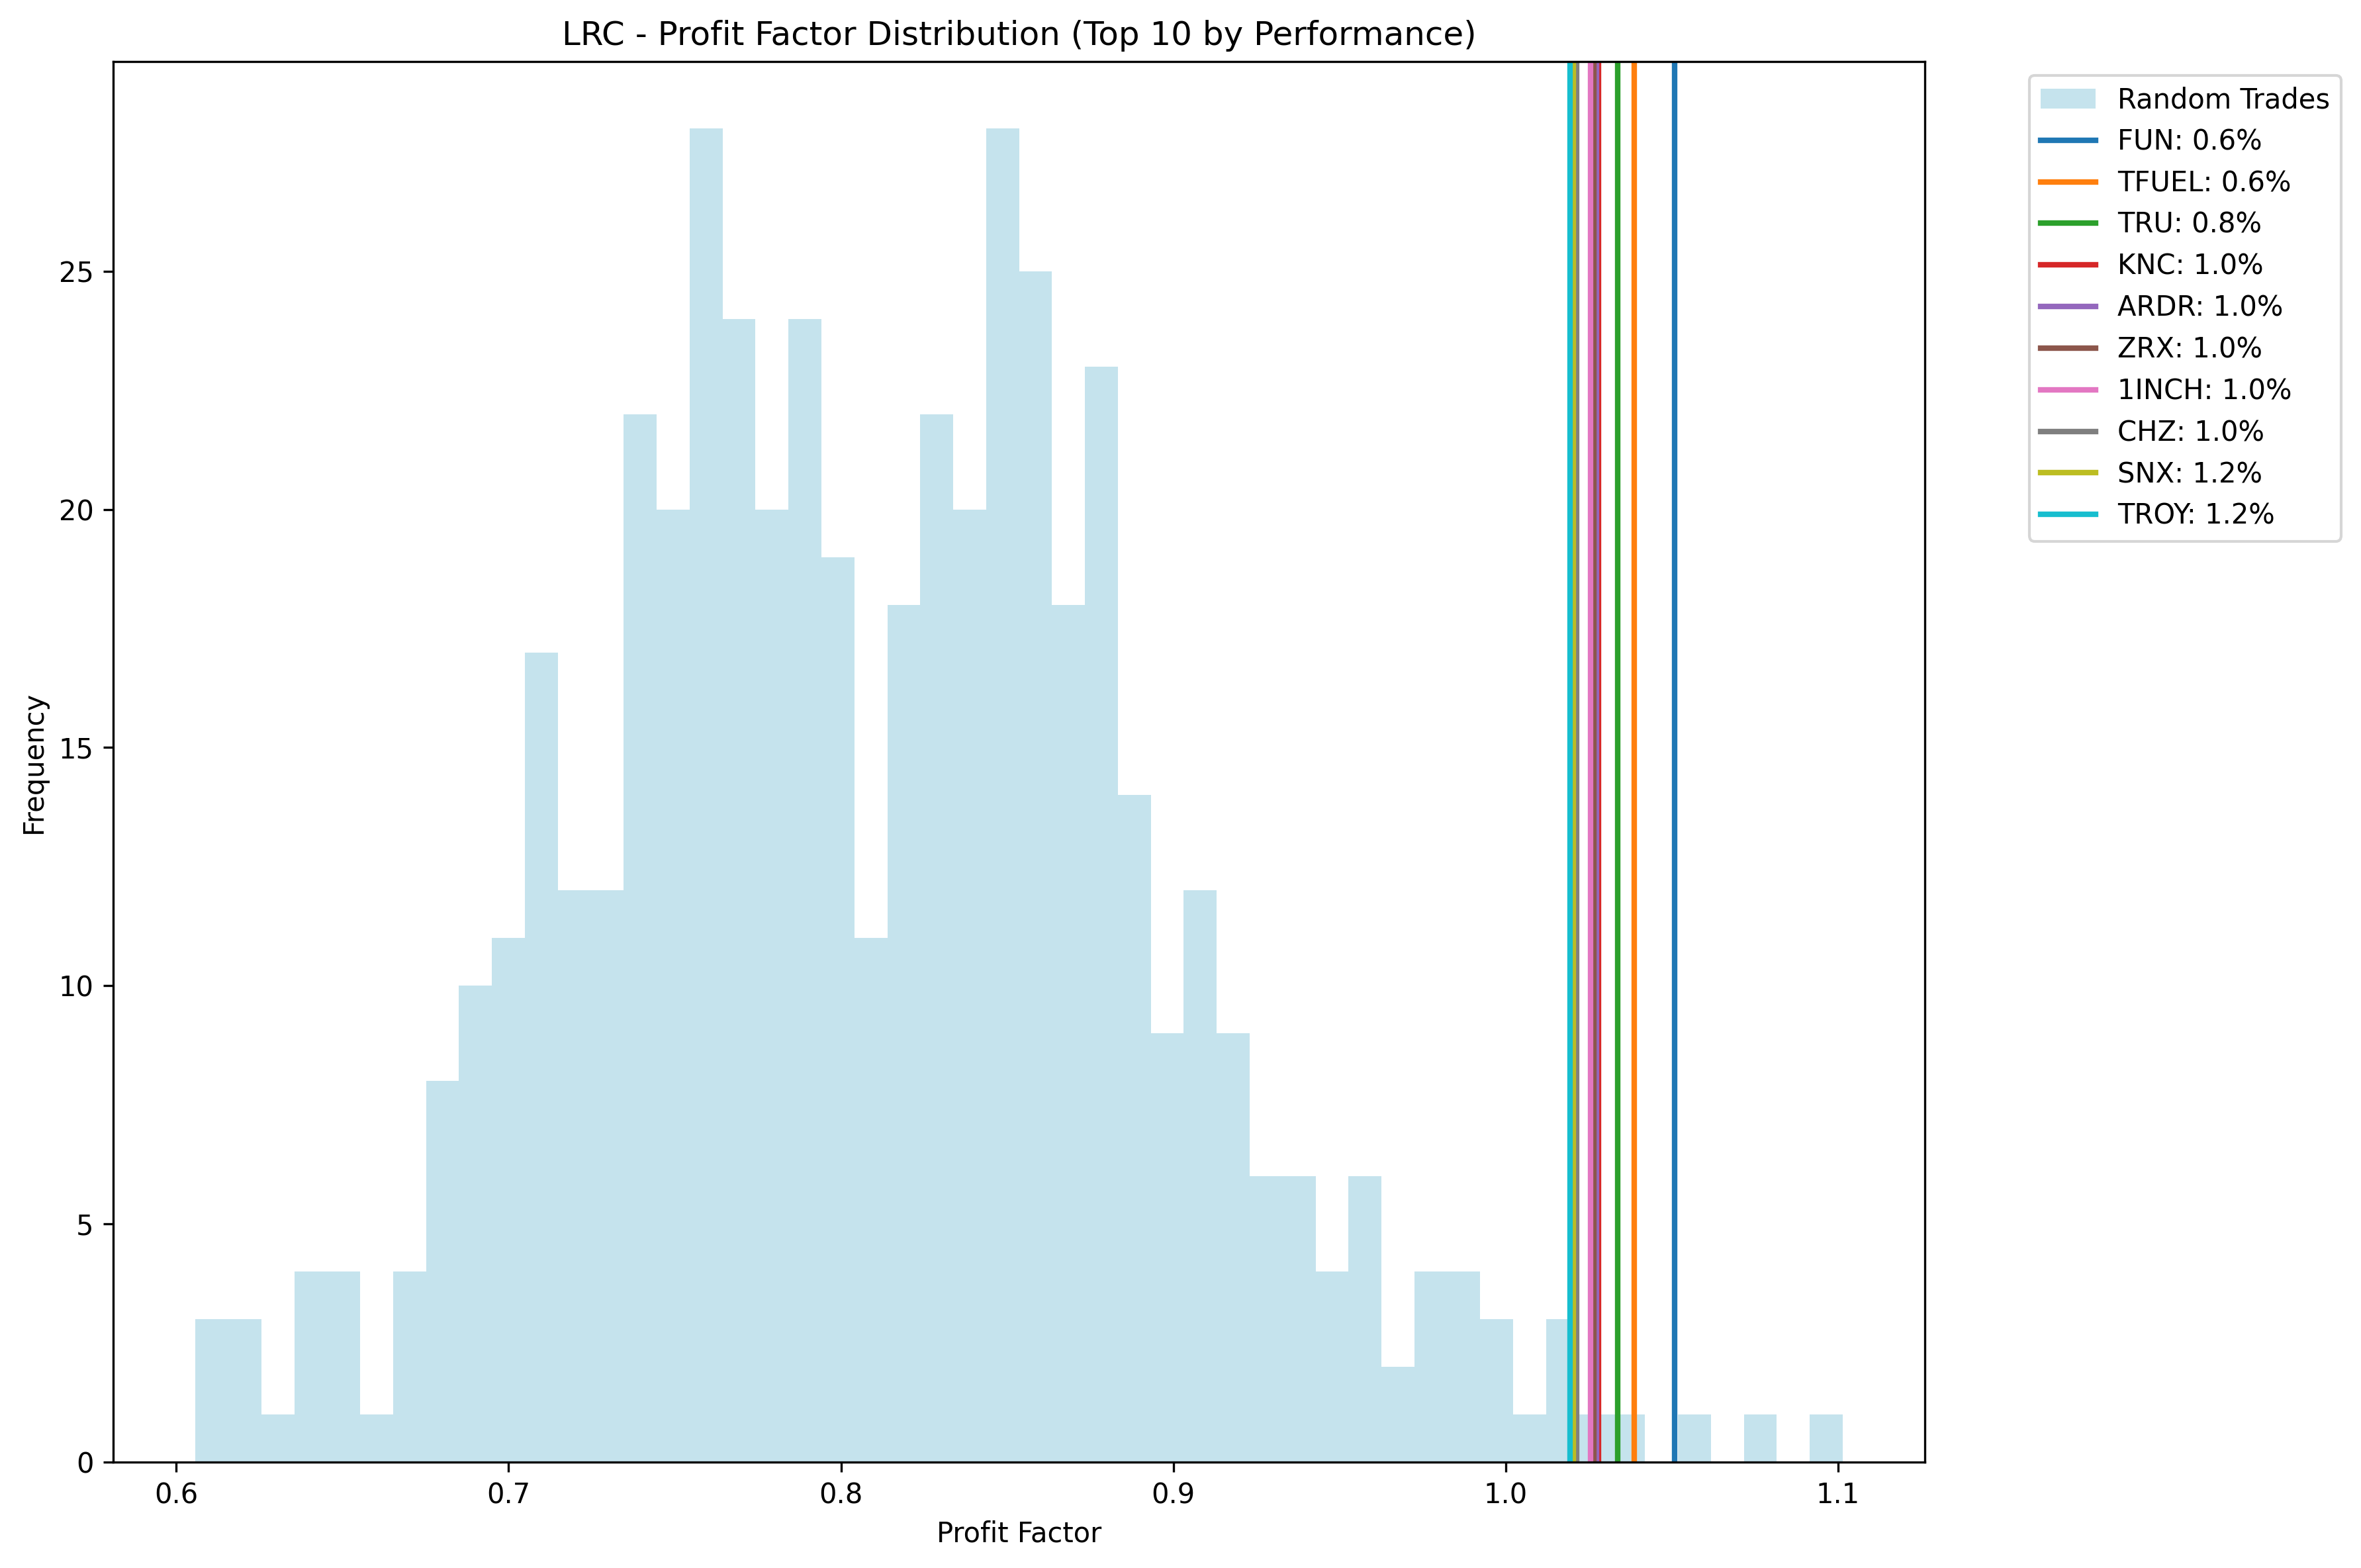 LRC - Profit Factor Distribution (Top 10 by Performance)
Random Trades
FUN: 0.6%
TFUEL: 0.6%
TRU: 0.8%
KNC: 1.0%
ARDR: 1.0%
ZRX: 1.0%
1INCH: 1.0%
CHZ: 1.0%
SNX: 1.2%
TROY: 1.2%
Frequency
25
20
15
10
5
0
0.6
0.7
0.8
0.9
1.0
1.1
Profit Factor